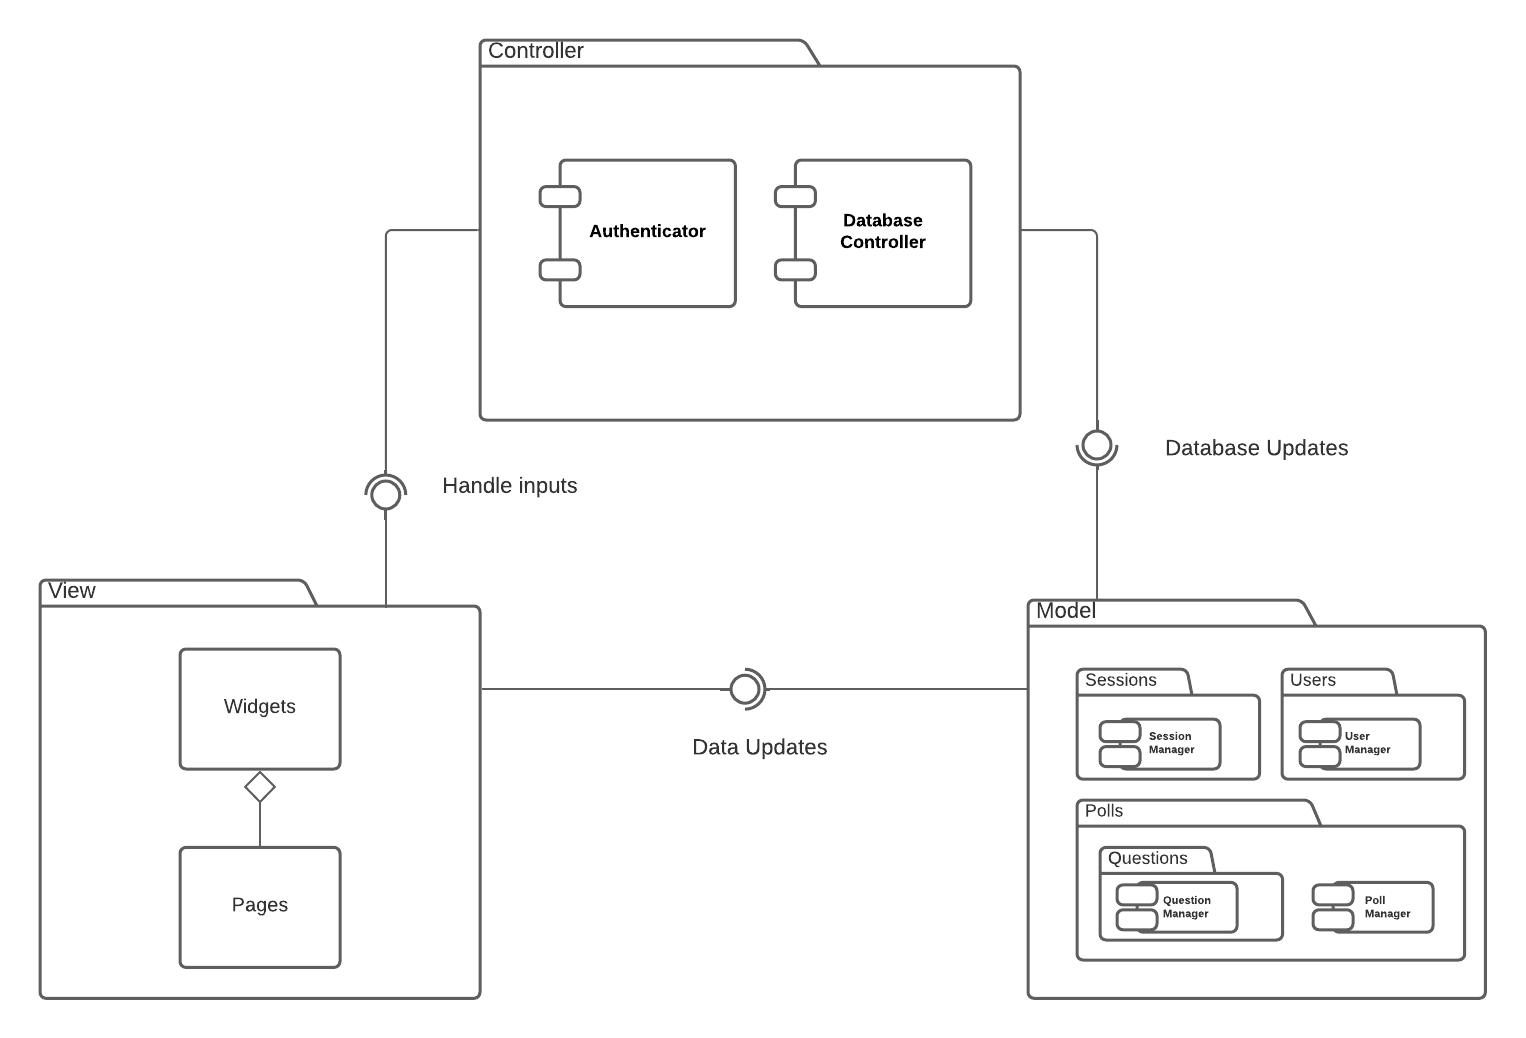 Controller
Authenticator
Database
Controller
Database Updates
Handle inputs
View
Widgets
Pages
Data Updates
Model
Sessions
Session
Manager
Users
User
Manager
Polls
Questions
Question
Manager
Poll
Manager